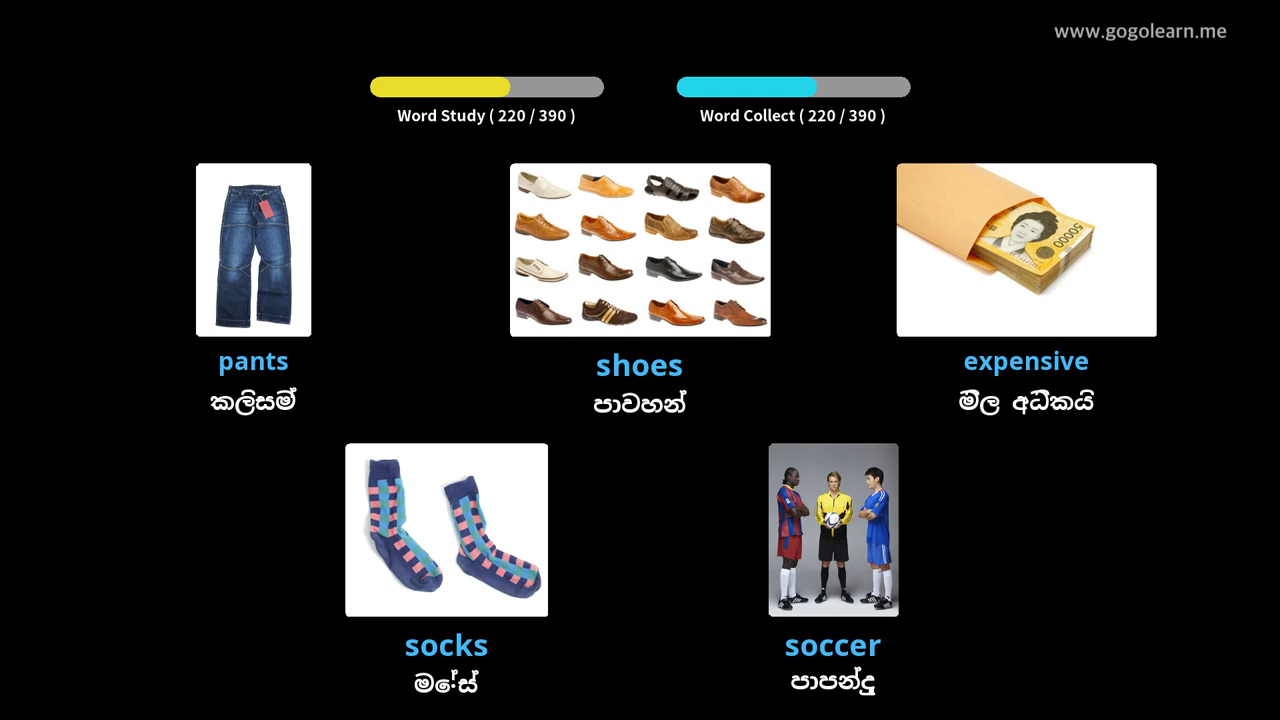 www.gogolearn.me
Word Study ( 220 / 390 )
Word Collect ( 220 / 390 )
pants
කලිසම්
shoes
පාවහන්
expensive
මිල අධිකයි
50000
socks
මේස්
soccer
පාපන්දු